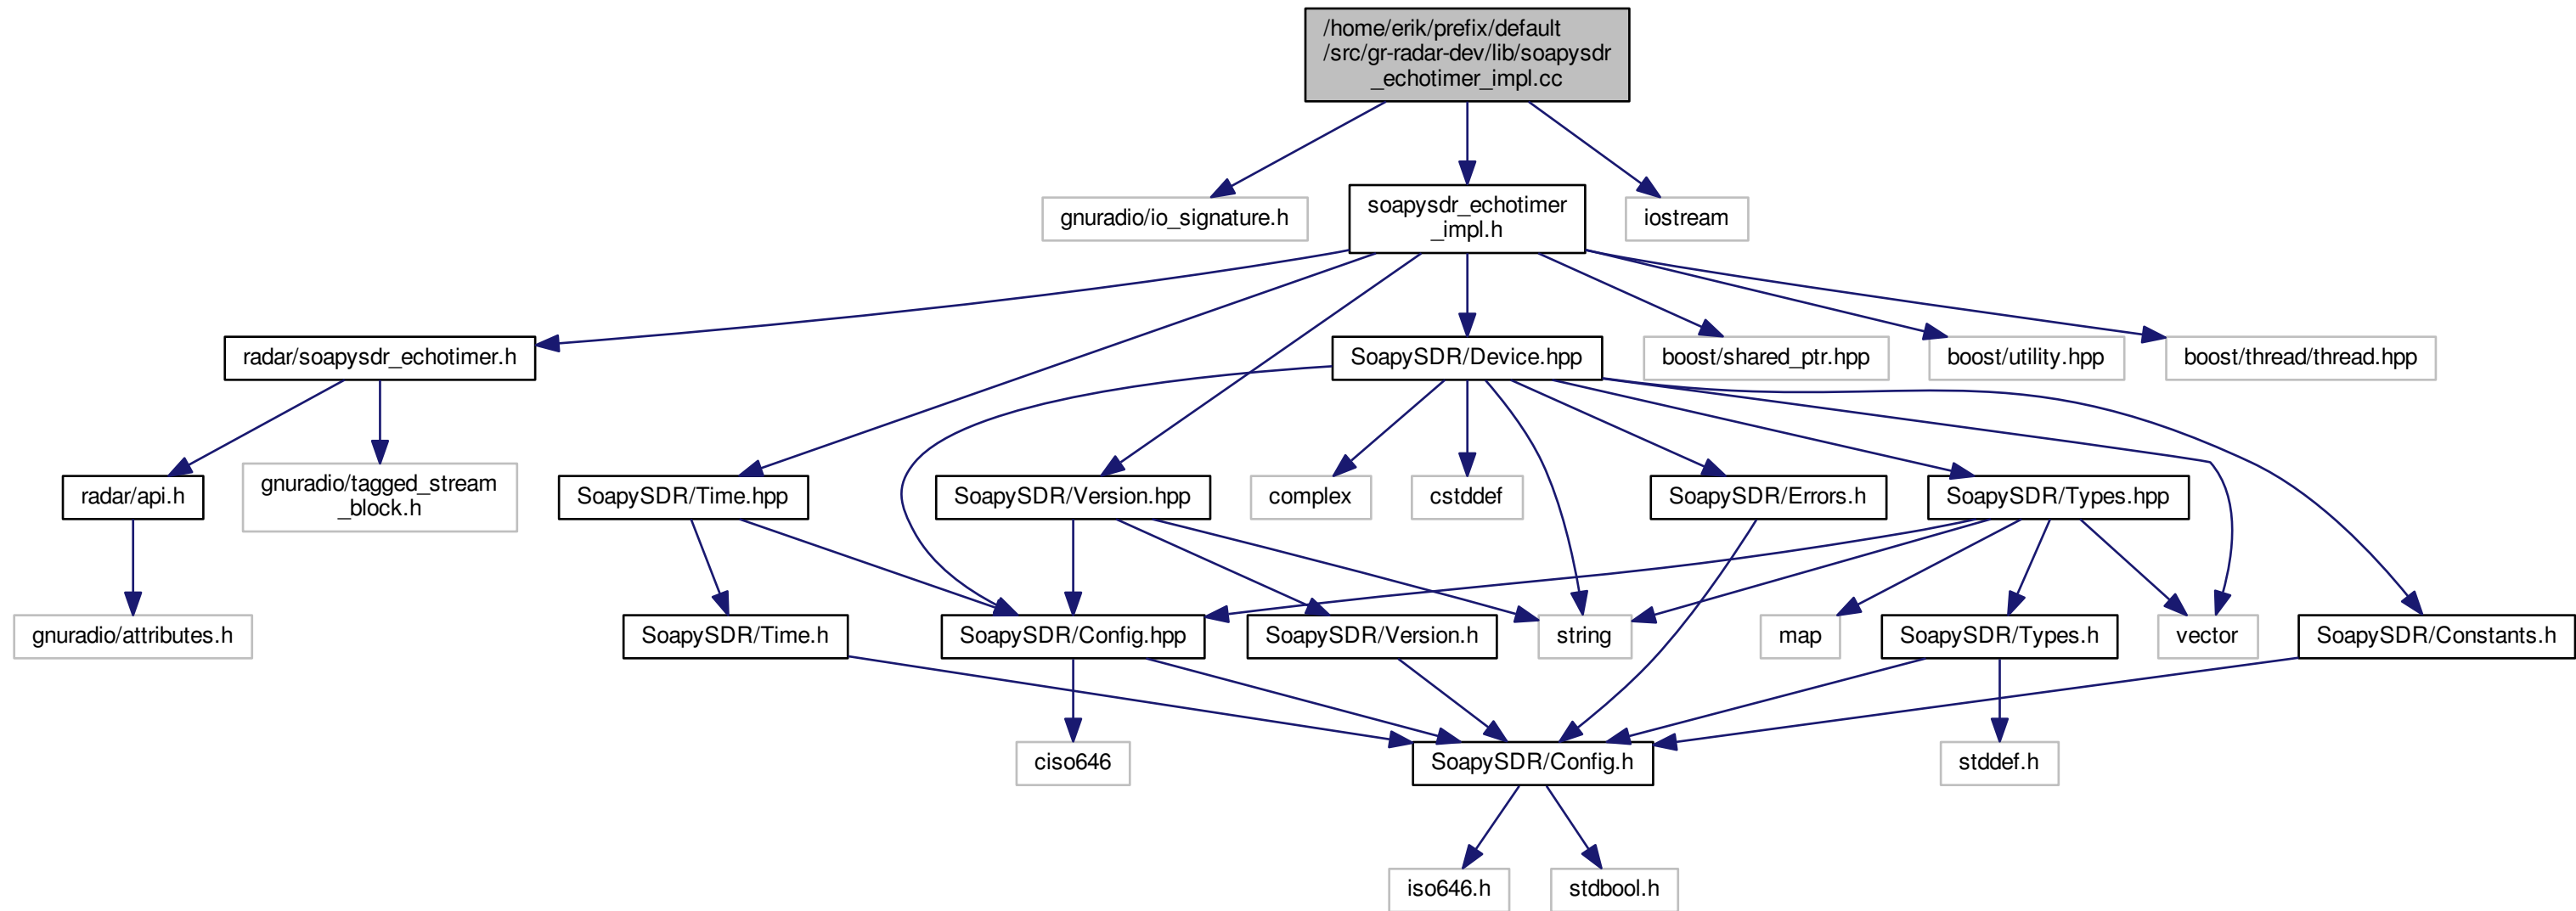 /home/erik/prefix/default
/src/gr-radar-dev/lib/soapysdr
_echotimer_impl.cc
gnuradio/io_signature.h
soapysdr_echotimer
_impl.h
iostream
radar/soapysdr_echotimer.h
SoapySDR/Device.hpp
boost/shared_ptr.hpp
boost/utility.hpp
boost/thread/thread.hpp
radar/api.h
gnuradio/tagged_stream
_block.h
SoapySDR/Time.hpp
SoapySDR/Version.hpp
complex
cstddef
SoapySDR/Errors.h
SoapySDR/Types.hpp
gnuradio/attributes.h
SoapySDR/Time.h
SoapySDR/Config.hpp
SoapySDR/Version.h
string
map
SoapySDR/Types.h
vector
SoapySDR/Constants.h
ciso646
SoapySDR/Config.h
stddef.h
iso646.h
stdbool.h